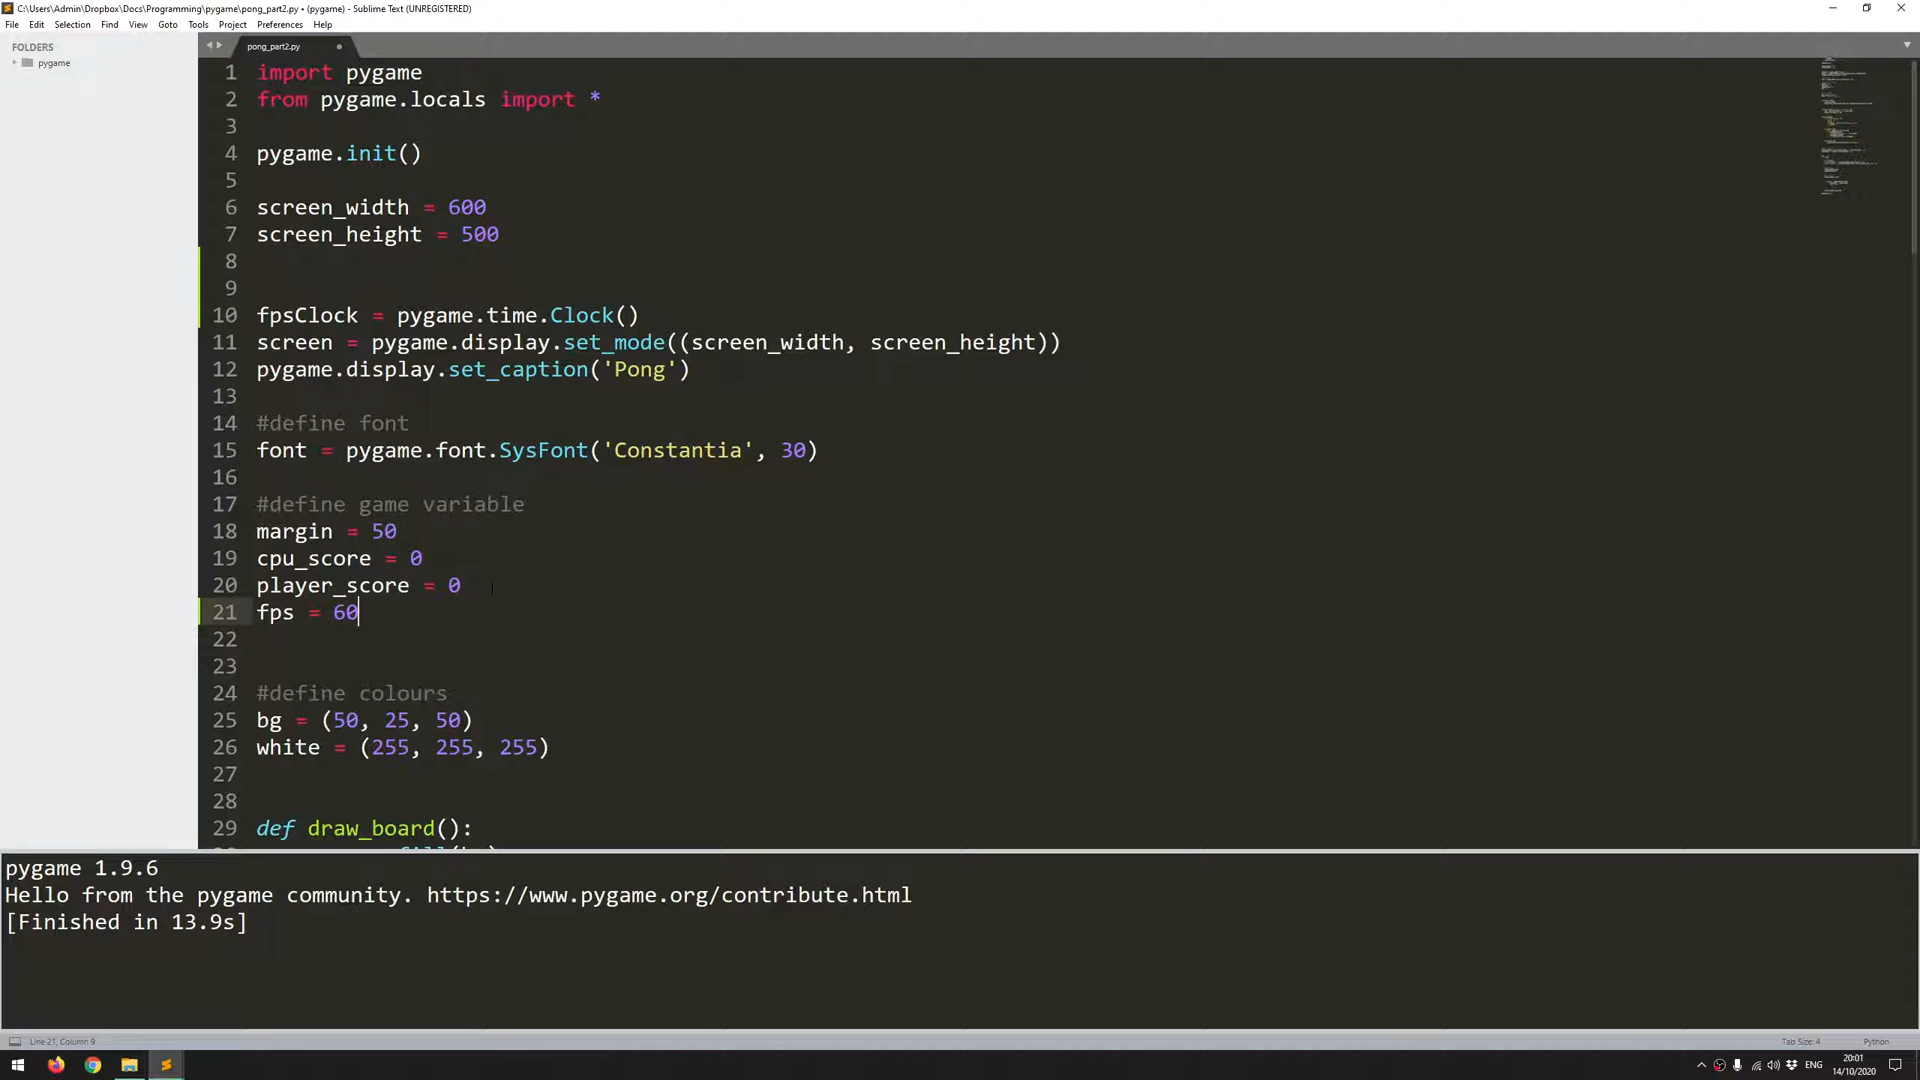 C:\Users\Admin\Dropbox\Docs\Programming\pygame\pong_part2.py • (pygame) - Sublime Text (UNREGISTERED)
File Edit Selection Find View Goto Tools Project Preferences Help
FOLDERS
pygame
pong_part2.py
1 import pygame
2 from pygame.locals import *
3
4 pygame.init()
5
6 screen_width = 600
7 screen_height = 500
8
9
10 fpsClock = pygame.time.Clock()
11 screen = pygame.display.set_mode((screen_width, screen_height))
12 pygame.display.set_caption('Pong')
13
14 #define font
15 font = pygame.font.SysFont('Constantia', 30)
16
17 #define game variable
18 margin = 50
19 cpu_score = 0
20 player_score = 0
21 fps = 60
22
23
24 #define colours
25 bg = (50, 25, 50)
26 white = (255, 255, 255)
27
28
29 def draw_board():
pygame 1.9.6
Hello from the pygame community. https://www.pygame.org/contribute.html
[Finished in 13.9s]
Line 21, Column 9
Tab Size: 4
Python
ENG
20:01
14/10/2020